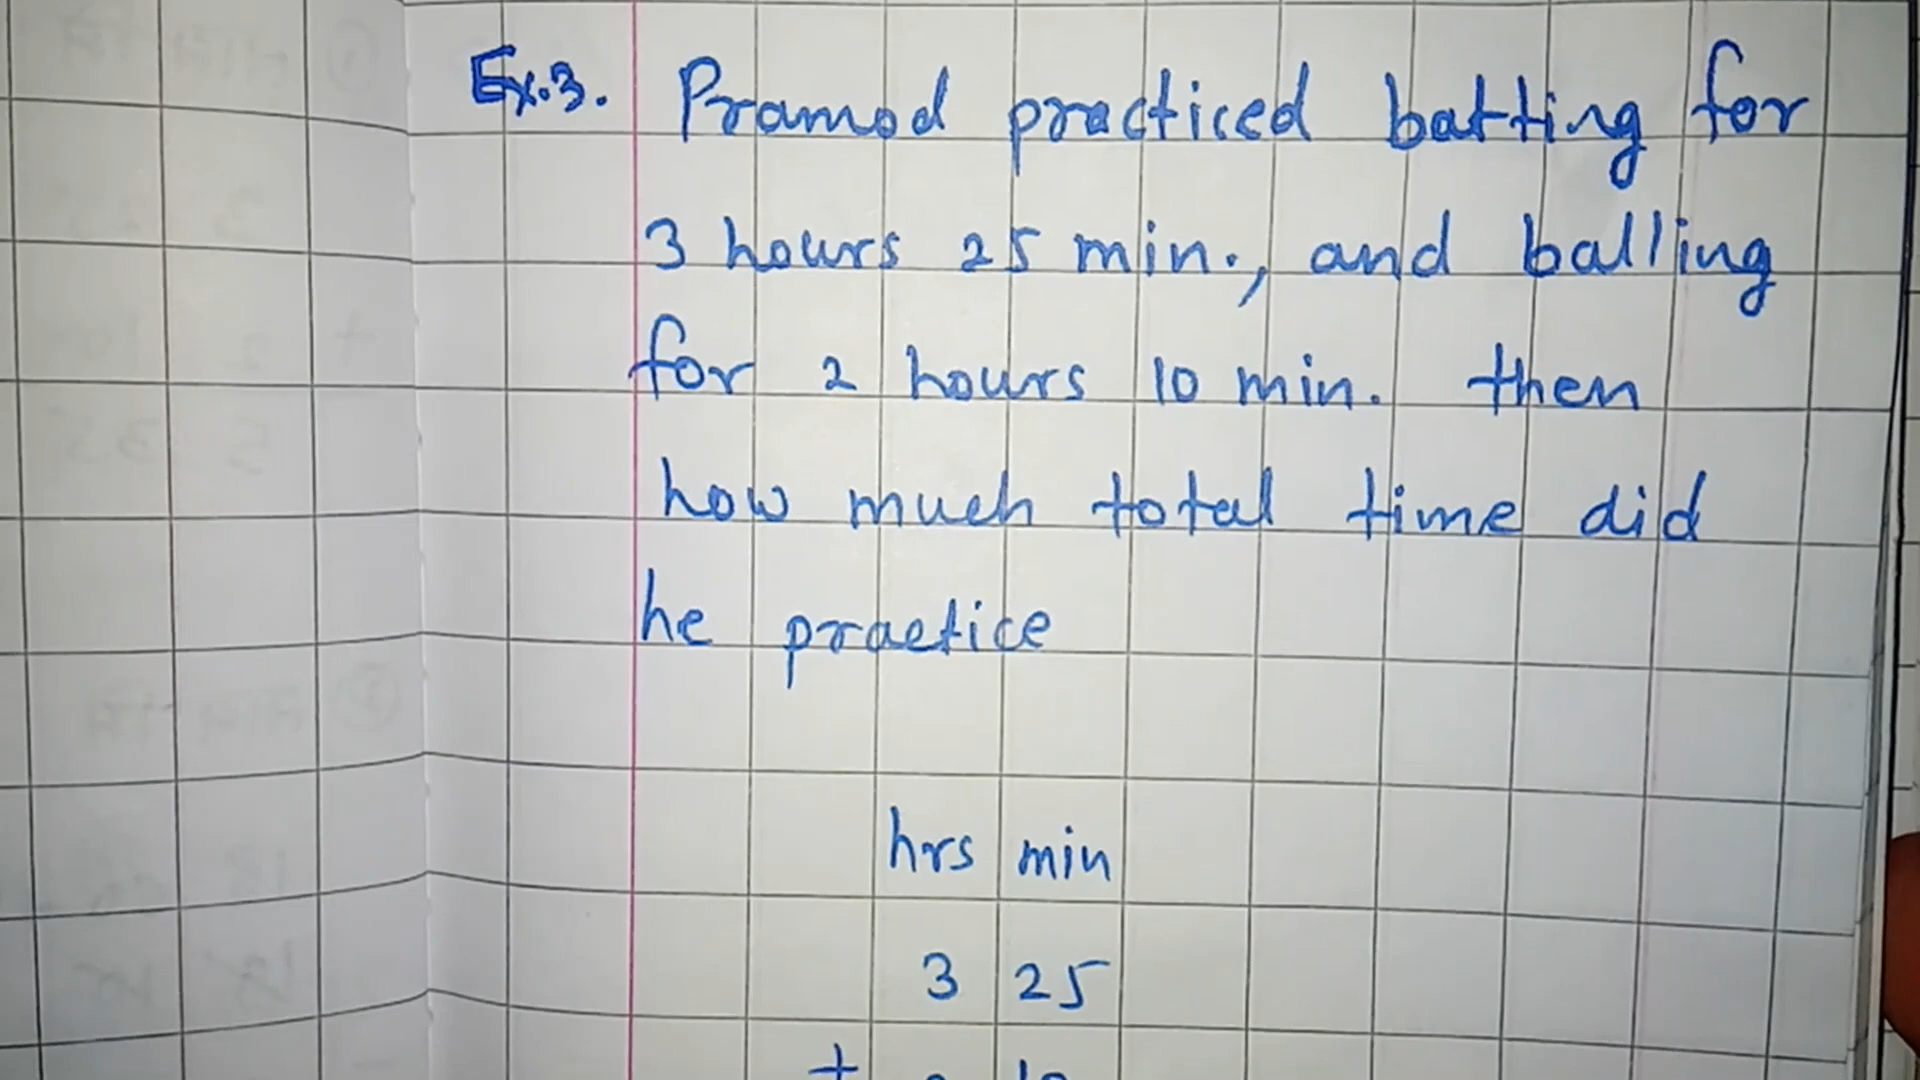 Ex.3. Pramod practiced batting for
3 hours 25 min., and balling
for 2 hours 10 min. then
how much total time did
he practice
hrs min
3 25
+